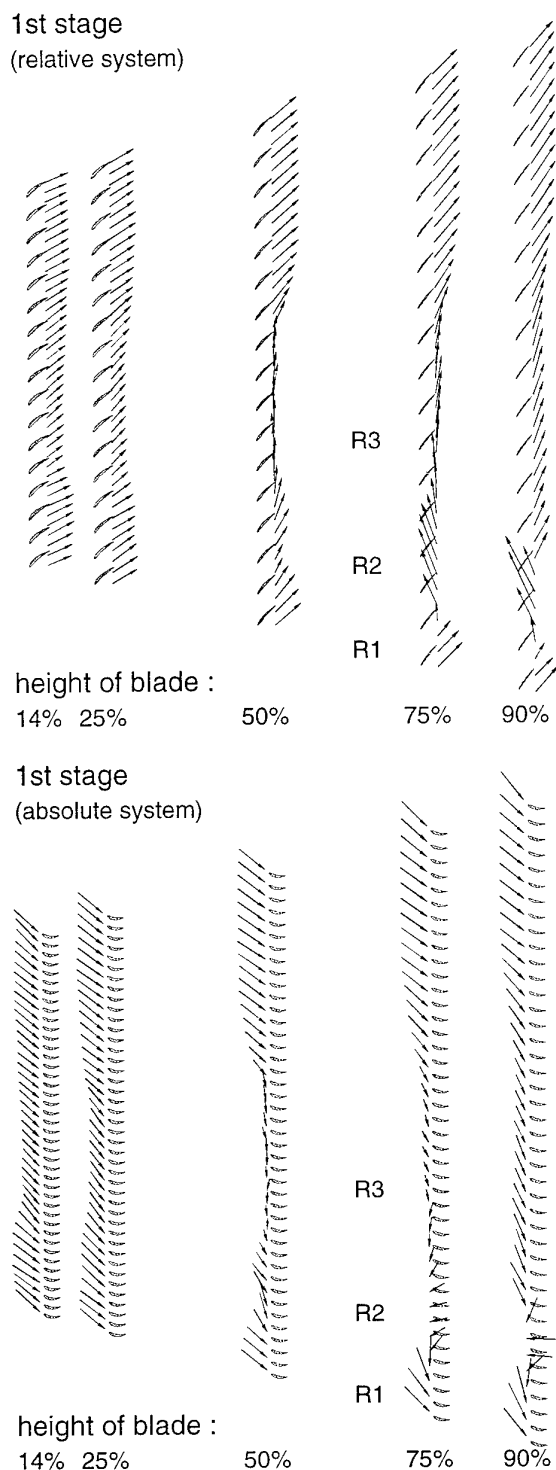 1st stage
(relative system)
R3
R2
R1
height of blade :
14% 25% 50% 75% 90%
1st stage
(absolute system)
R3
R2
R1
height of blade :
14% 25% 50% 75% 90%